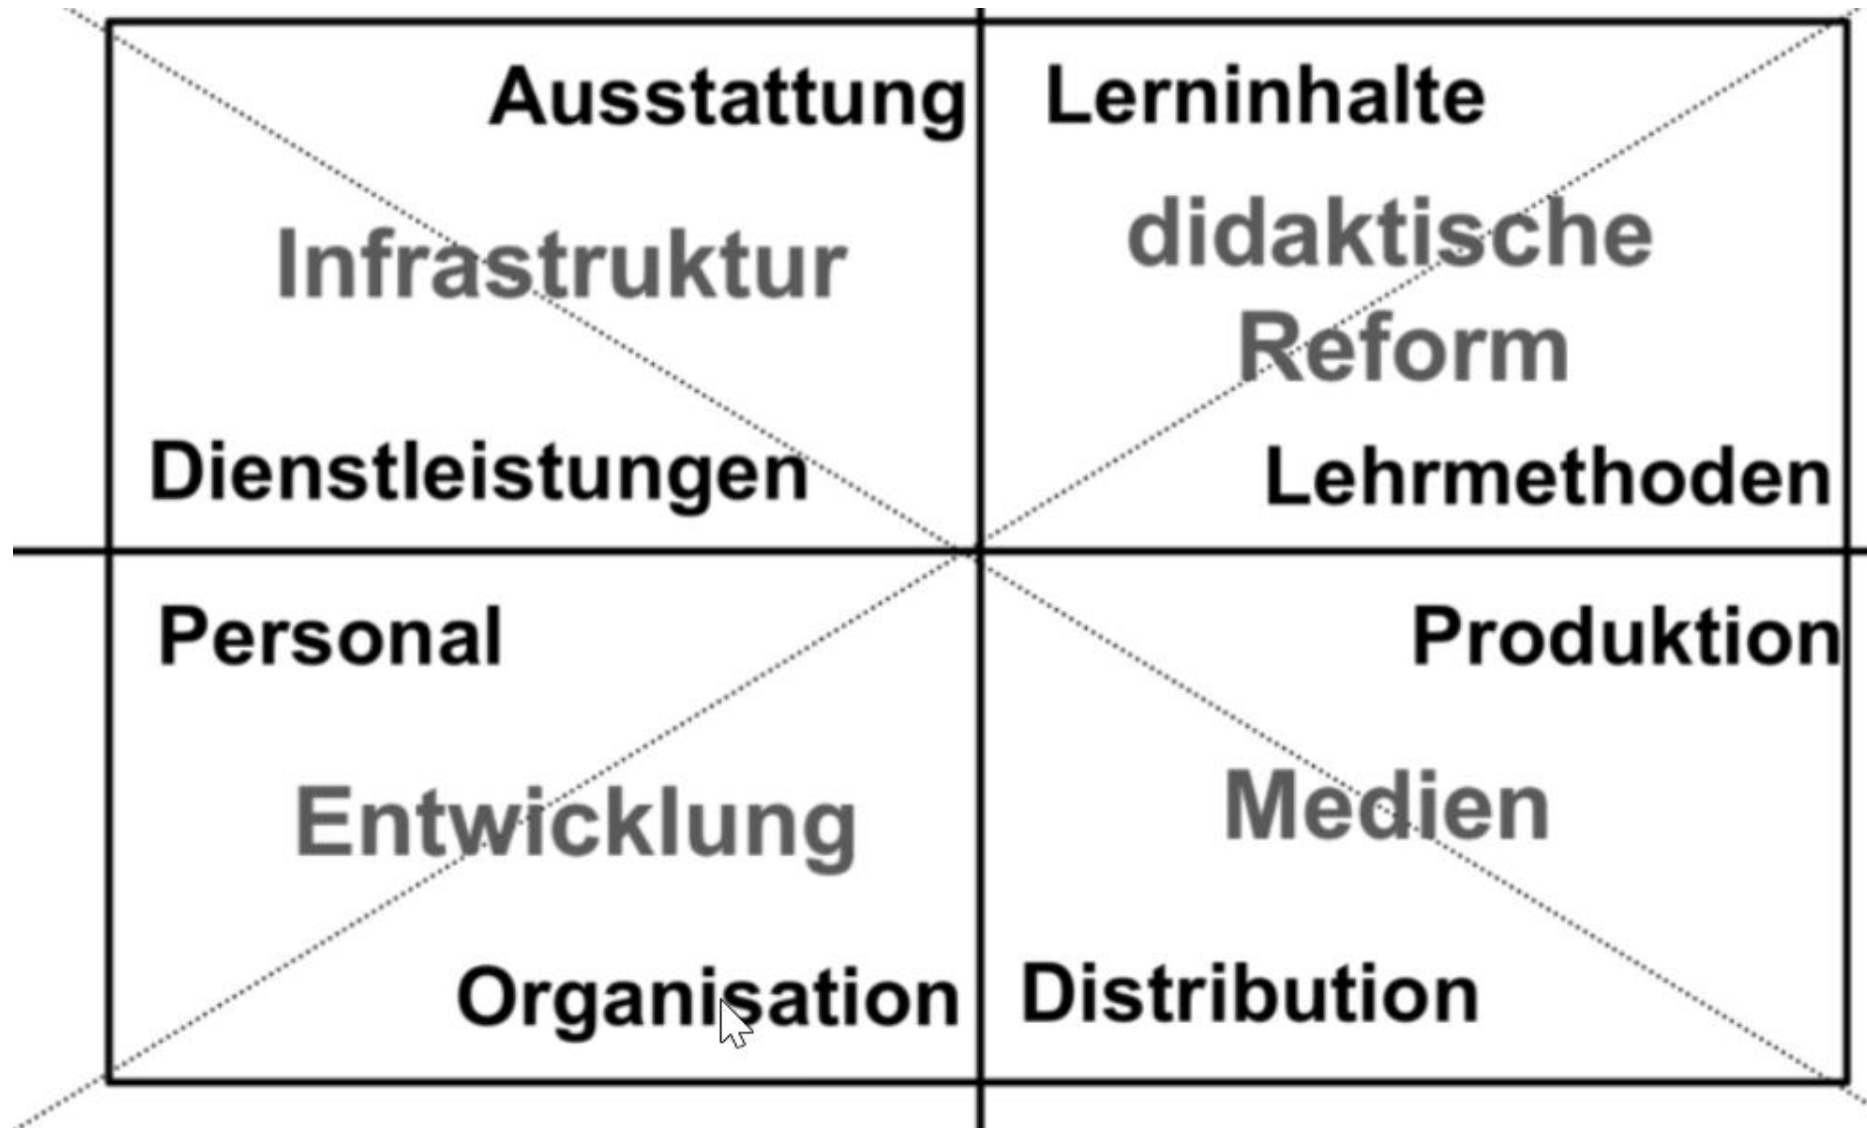 Ausstattung
Infrastruktur
Dienstleistungen
Lerninhalte
didaktische
Reform
Lehrmethoden
Personal
Entwicklung
Organisation
Produktion
Medien
Distribution